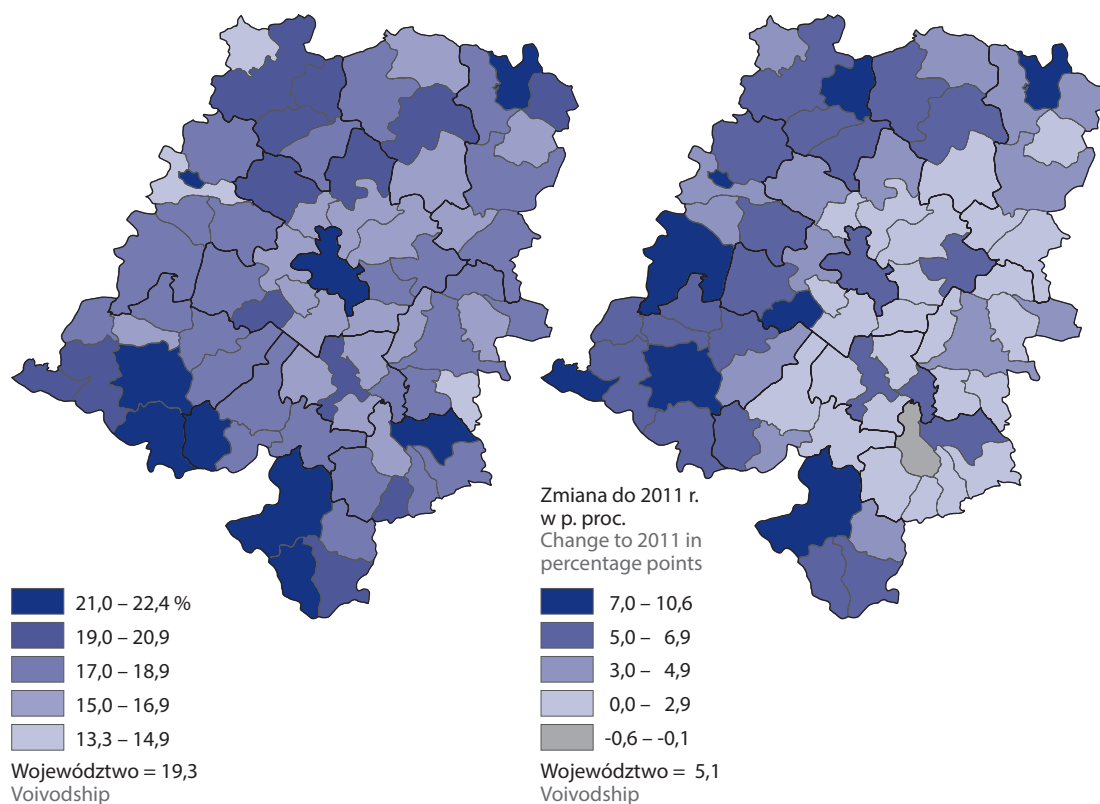 21,0 – 22,4 %
19,0 – 20,9
17,0 – 18,9
15,0 – 16,9
13,3 – 14,9
Województwo = 19,3
Voivodship
Zmiana do 2011 r.
w p. proc.
Change to 2011 in
percentage points
7,0 – 10,6
5,0 – 6,9
3,0 – 4,9
0,0 – 2,9
-0,6 – -0,1
Województwo = 5,1
Voivodship